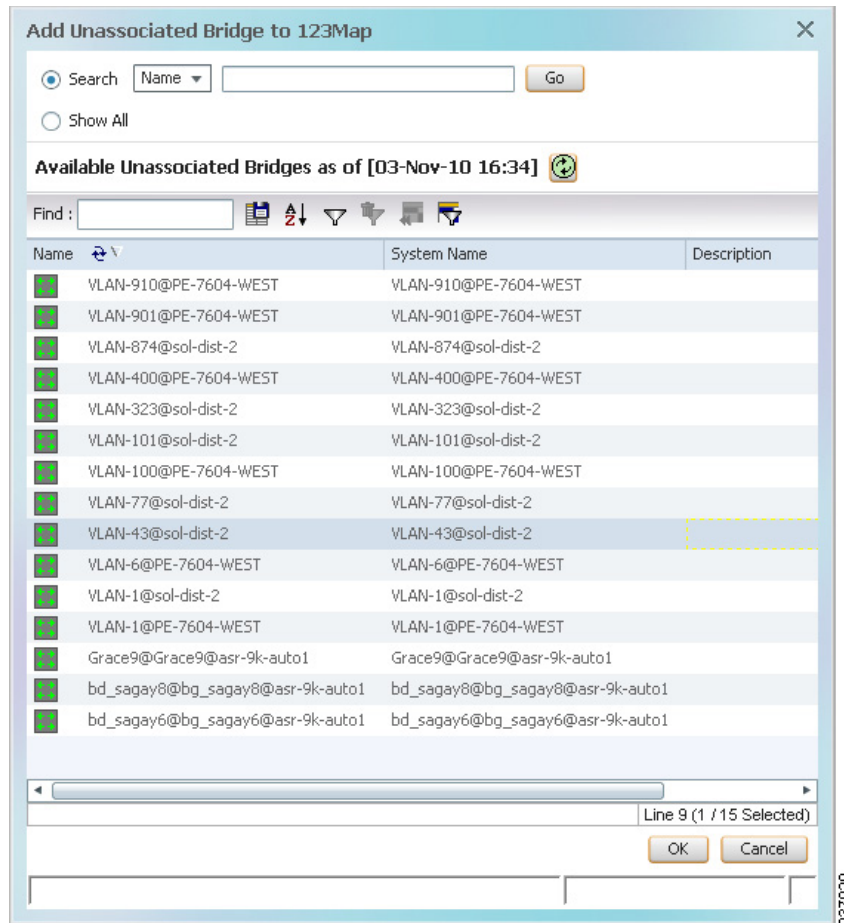 Add Unassociated Bridge to 123Map
Search Name Go
Show All
Available Unassociated Bridges as of [03-Nov-10 16:34]
Find :
Name System Name Description
VLAN-910@PE-7604-WEST VLAN-910@PE-7604-WEST
VLAN-901@PE-7604-WEST VLAN-901@PE-7604-WEST
VLAN-874@sol-dist-2 VLAN-874@sol-dist-2
VLAN-400@PE-7604-WEST VLAN-400@PE-7604-WEST
VLAN-323@sol-dist-2 VLAN-323@sol-dist-2
VLAN-101@sol-dist-2 VLAN-101@sol-dist-2
VLAN-100@PE-7604-WEST VLAN-100@PE-7604-WEST
VLAN-77@sol-dist-2 VLAN-77@sol-dist-2
VLAN-43@sol-dist-2 VLAN-43@sol-dist-2
VLAN-6@PE-7604-WEST VLAN-6@PE-7604-WEST
VLAN-1@sol-dist-2 VLAN-1@sol-dist-2
VLAN-1@PE-7604-WEST VLAN-1@PE-7604-WEST
Grace9@Grace9@asr-9k-auto1 Grace9@Grace9@asr-9k-auto1
bd_sagay8@bg_sagay8@asr-9k-auto1 bd_sagay8@bg_sagay8@asr-9k-auto1
bd_sagay6@bg_sagay6@asr-9k-auto1 bd_sagay6@bg_sagay6@asr-9k-auto1
Line 9 (1 / 15 Selected)
OK Cancel